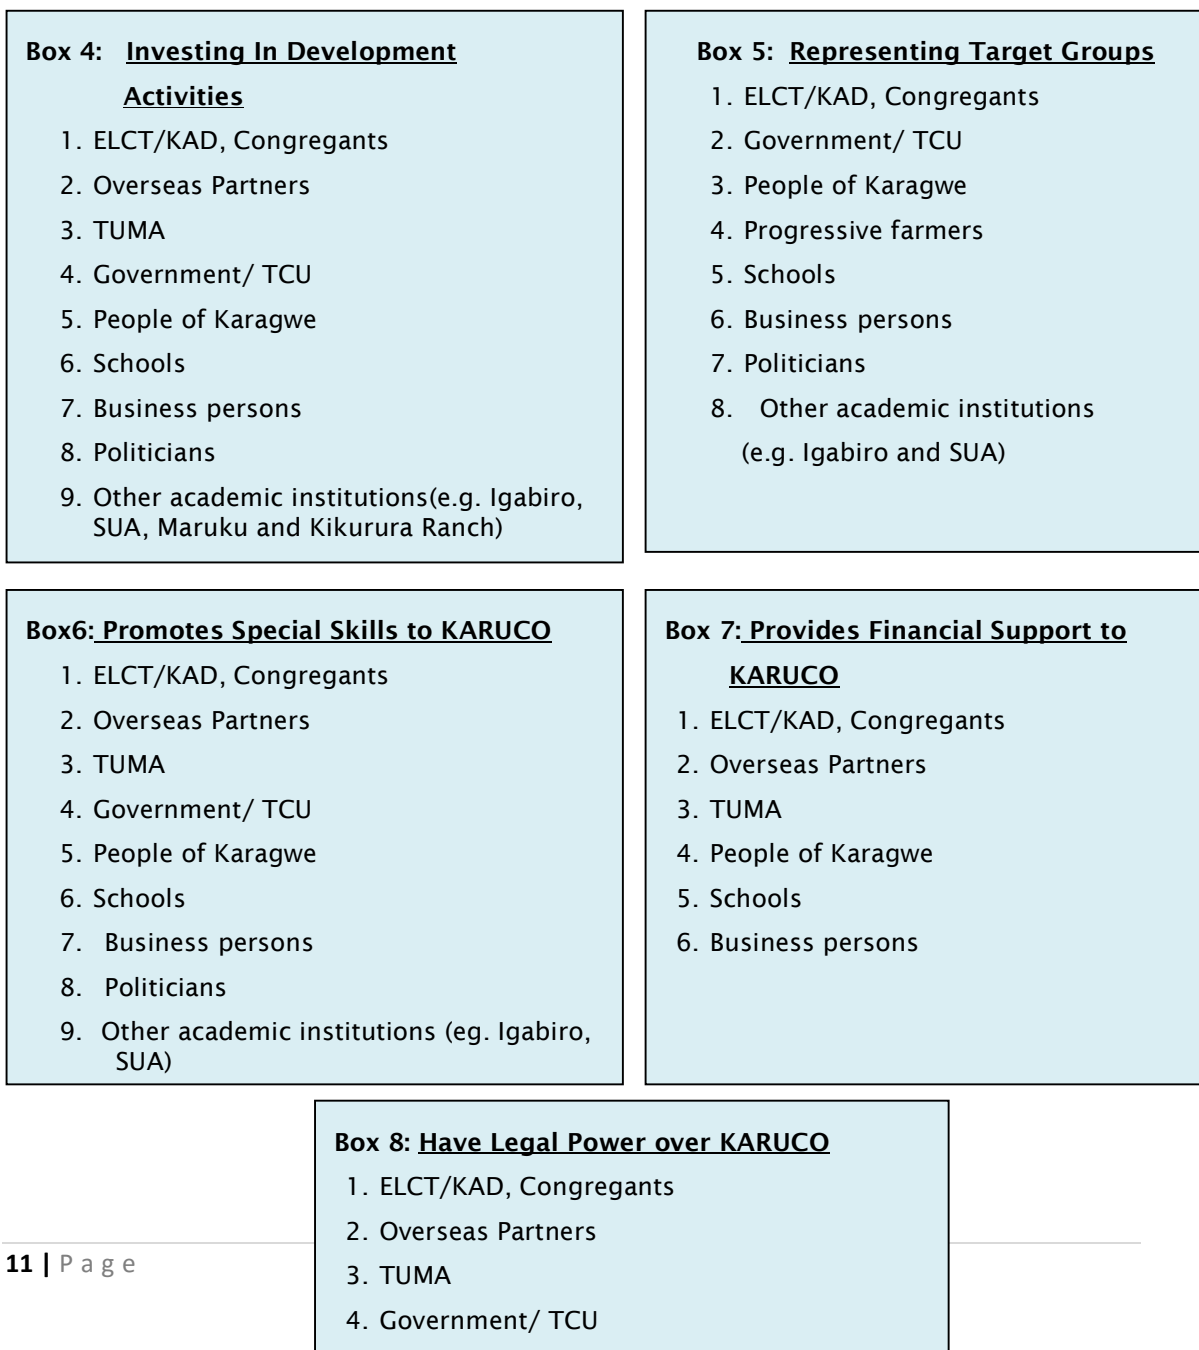 Box 4: Investing In Development
Activities
1. ELCT/KAD, Congregants
2. Overseas Partners
3. TUMA
4. Government/ TCU
5. People of Karagwe
6. Schools
7. Business persons
8. Politicians
9. Other academic institutions(e.g. Igabiro,
SUA, Maruku and Kikurura Ranch)
Box 5: Representing Target Groups
1. ELCT/KAD, Congregants
2. Government/ TCU
3. People of Karagwe
4. Progressive farmers
5. Schools
6. Business persons
7. Politicians
8. Other academic institutions
(e.g. Igabiro and SUA)
Box6: Promotes Special Skills to KARUCO
1. ELCT/KAD, Congregants
2. Overseas Partners
3. TUMA
4. Government/ TCU
5. People of Karagwe
6. Schools
7. Business persons
8. Politicians
9. Other academic institutions (eg. Igabiro,
SUA)
Box 7: Provides Financial Support to
KARUCO
1. ELCT/KAD, Congregants
2. Overseas Partners
3. TUMA
4. People of Karagwe
5. Schools
6. Business persons
Box 8: Have Legal Power over KARUCO
1. ELCT/KAD, Congregants
2. Overseas Partners
3. TUMA
4. Government/ TCU
11 | P a g e